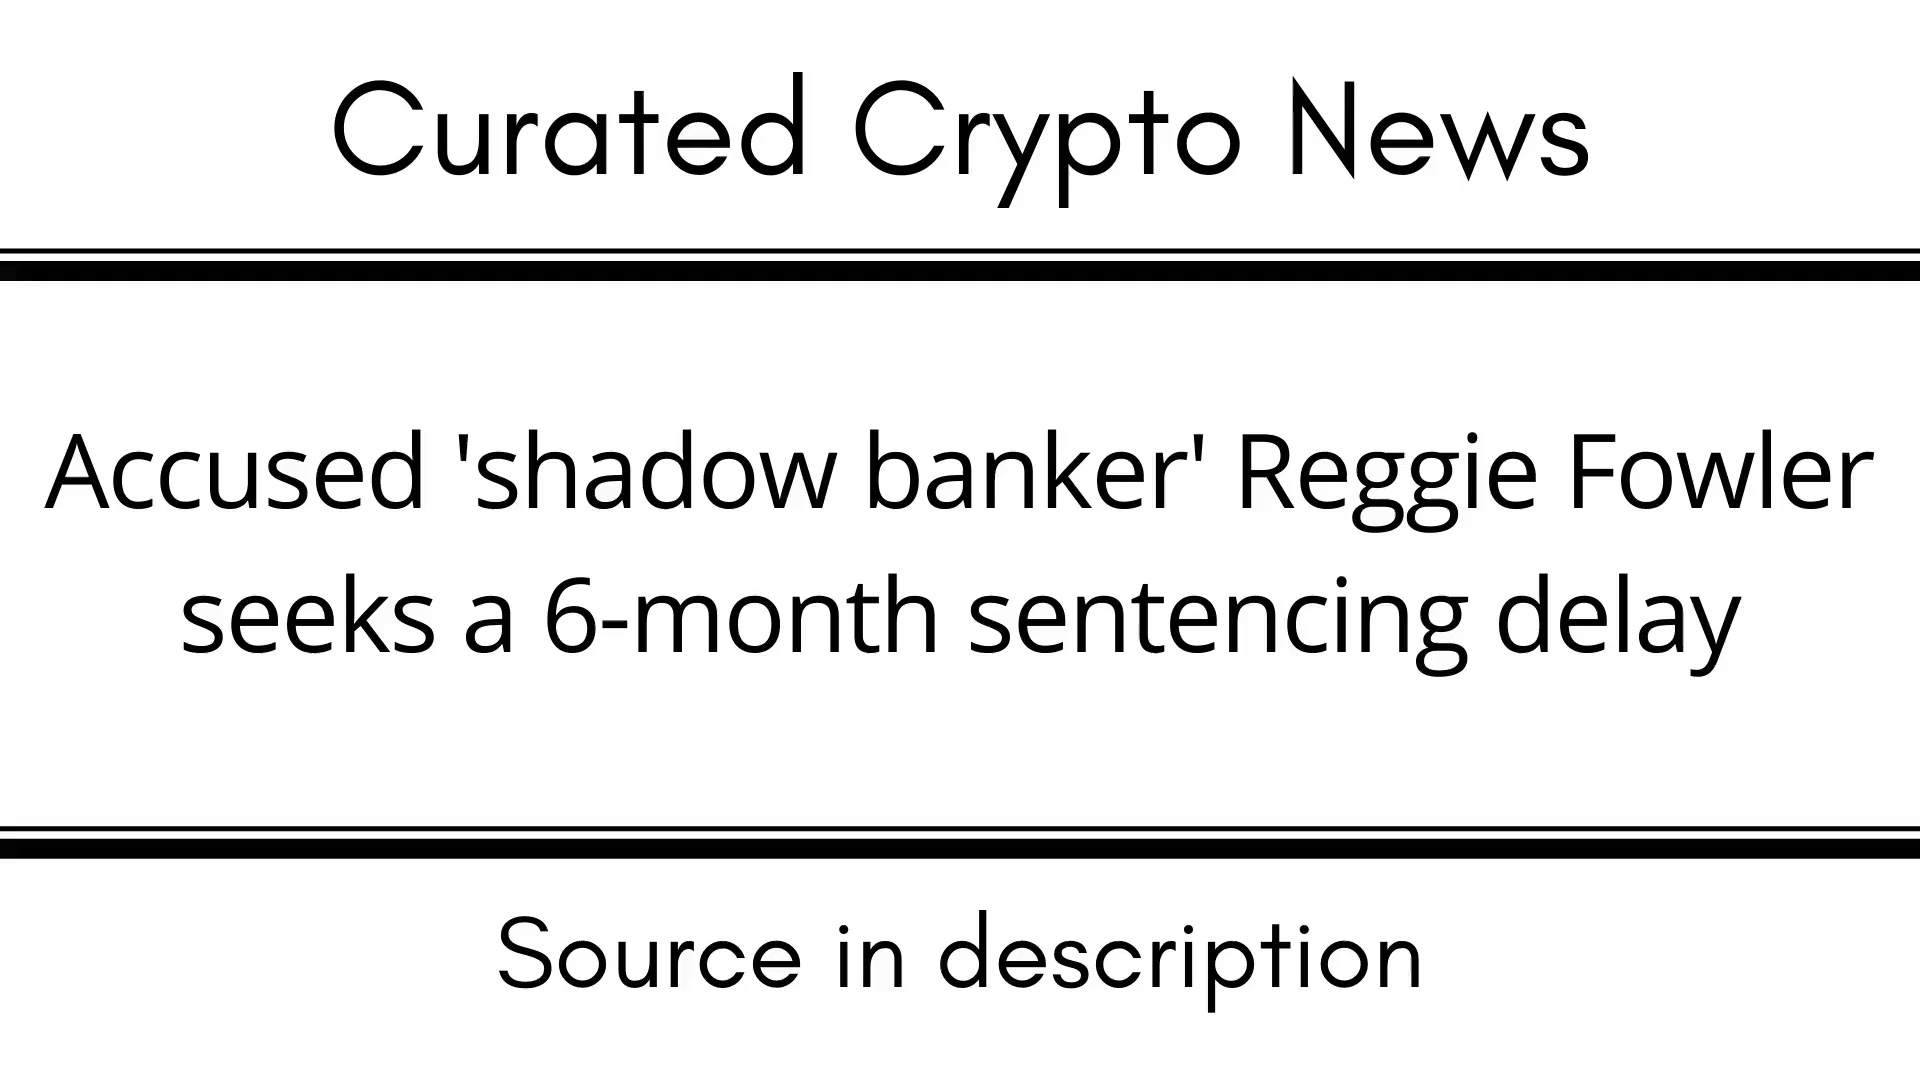 Curated Crypto News
Accused 'shadow banker' Reggie Fowler
seeks a 6-month sentencing delay
Source in description